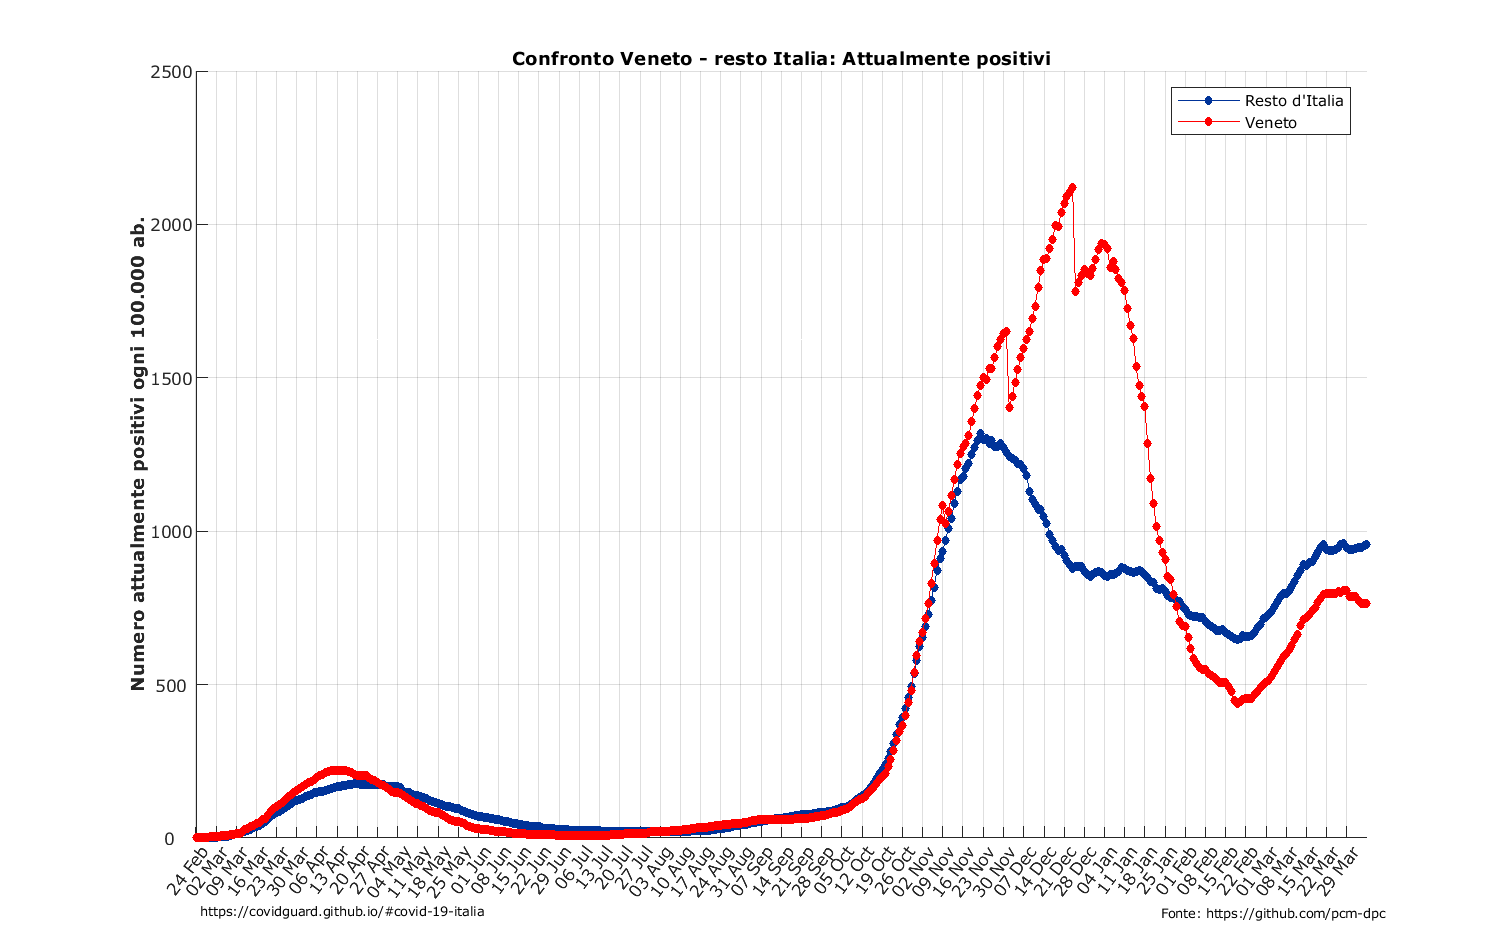 Confronto Veneto - resto Italia: Attualmente positivi
Resto d'Italia
Veneto
Numero attualmente positivi ogni 100.000 ab.
2500
2000
1500
1000
500
0
24 Feb
02 Mar
09 Mar
16 Mar
23 Mar
30 Mar
06 Apr
13 Apr
20 Apr
27 Apr
04 May
11 May
18 May
25 May
01 Jun
08 Jun
15 Jun
22 Jun
29 Jun
06 Jul
13 Jul
20 Jul
27 Jul
03 Aug
10 Aug
17 Aug
24 Aug
31 Aug
07 Sep
14 Sep
21 Sep
28 Sep
05 Oct
12 Oct
19 Oct
26 Oct
02 Nov
09 Nov
16 Nov
23 Nov
30 Nov
07 Dec
14 Dec
21 Dec
28 Dec
04 Jan
11 Jan
18 Jan
25 Jan
01 Feb
08 Feb
15 Feb
22 Feb
01 Mar
08 Mar
15 Mar
22 Mar
29 Mar
https://covidguard.github.io/#covid-19-italia
Fonte: https://github.com/pcm-dpc